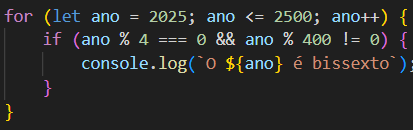 for (let ano = 2025; ano <= 2500; ano++) {
    if (ano % 4 === 0 && ano % 400 != 0) {
        console.log(`O ${ano} é bissexto`);
    }
}